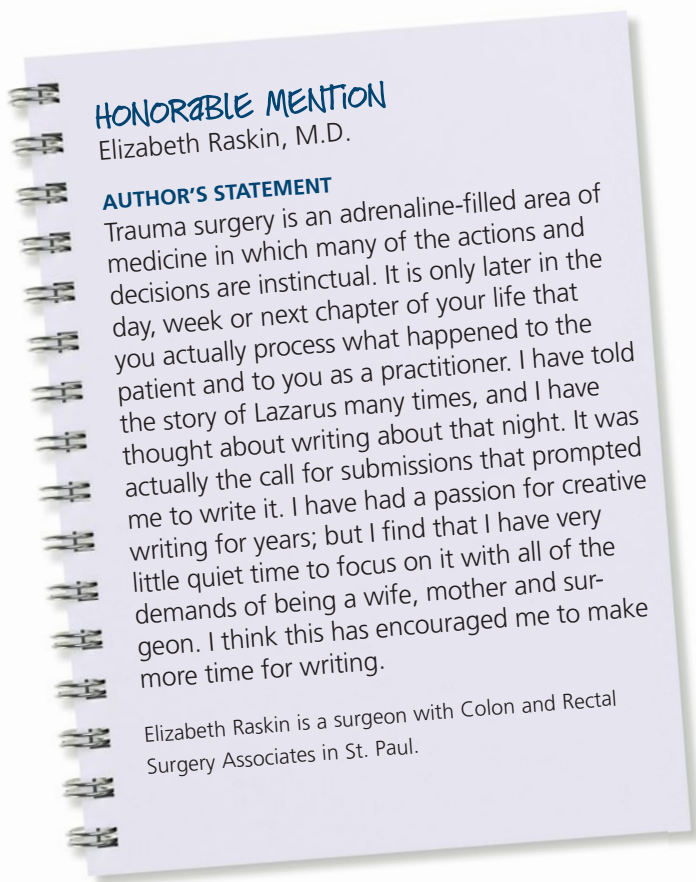 HONORABLE MENTION
Elizabeth Raskin, M.D.
AUTHOR'S STATEMENT
Trauma surgery is an adrenaline-filled area of
medicine in which many of the actions and
decisions are instinctual. It is only later in the
day, week or next chapter of your life that
you actually process what happened to the
patient and to you as a practitioner. I have told
the story of Lazarus many times, and I have
thought about writing about that night. It was
actually the call for submissions that prompted
me to write it. I have had a passion for creative
writing for years; but I find that I have very
little quiet time to focus on it with all of the
demands of being a wife, mother and sur-
geon. I think this has encouraged me to make
more time for writing.
Elizabeth Raskin is a surgeon with Colon and Rectal
Surgery Associates in St. Paul.